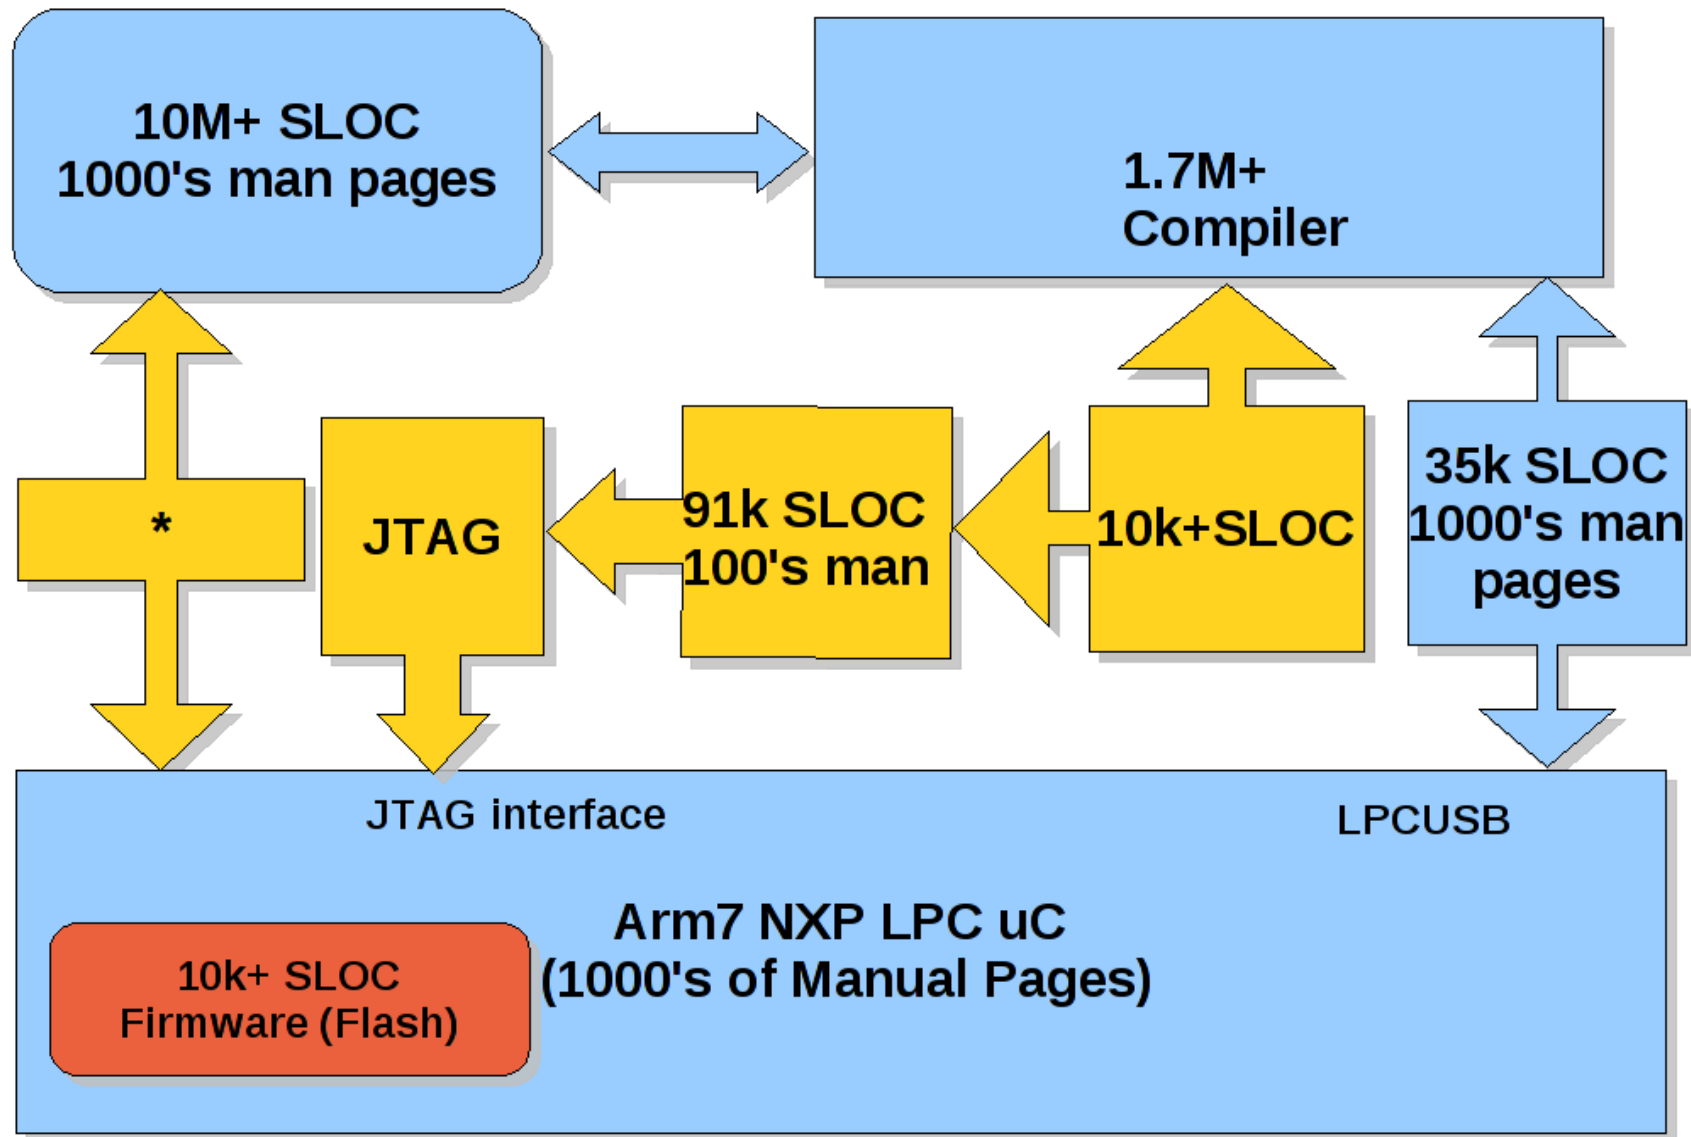 10M+ SLOC
1000's man pages
1.7M+
Compiler
*
JTAG
91k SLOC
100's man
10k+SLOC
35k SLOC
1000's man
pages
JTAG interface
LPCUSB
Arm7 NXP LPC uC
(1000's of Manual Pages)
10k+ SLOC
Firmware (Flash)